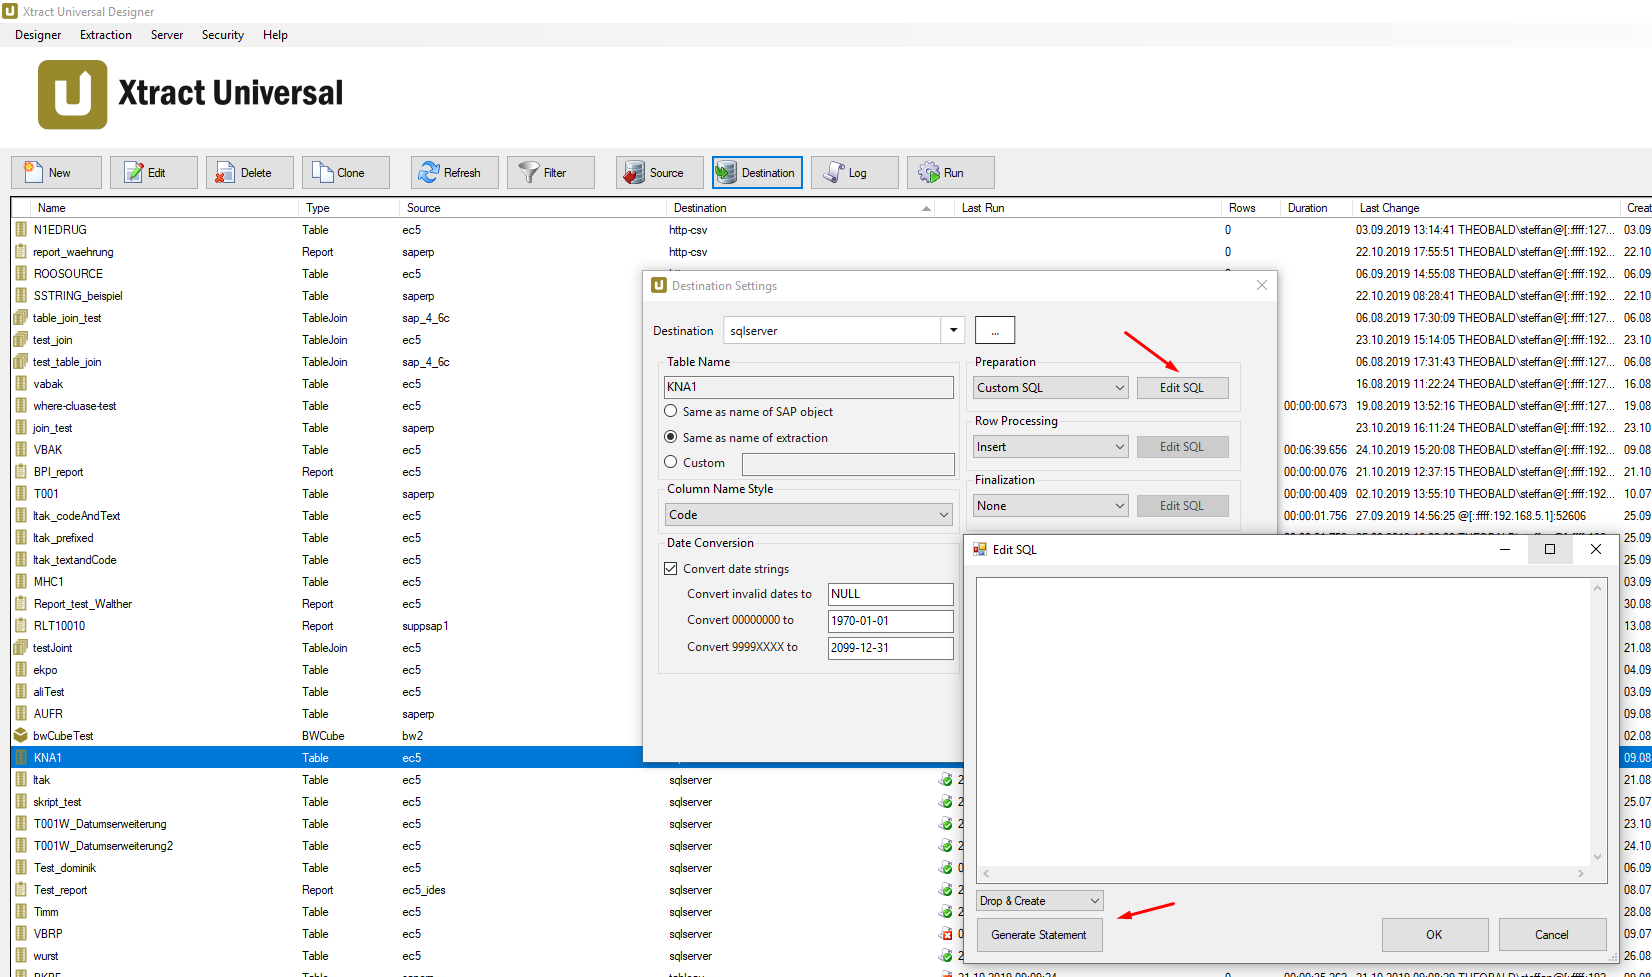 Xtract Universal Designer
Designer Extraction Server Security Help
Xtract Universal
New Edit Delete Clone Refresh Filter Source Destination Log Run
Name Type Source Destination Last Run Rows Duration Last Change Creat
N1EDRUG Table ec5 http-csv 0 03.09.2019 13:14:41 THEOBALD\steffan@[::ffff:127... 03.09
report_waehrung Report saperp http-csv 0 22.10.2019 17:55:51 THEOBALD\steffan@[::ffff:192... 22.10
ROOSOURCE Table ec5 06.09.2019 14:55:08 THEOBALD\steffan@[::ffff:192... 06.09
SSTRING_beispiel Table saperp 22.10.2019 08:28:41 THEOBALD\steffan@[::ffff:192... 22.10
table_join_test TableJoin sap_4_6c 06.08.2019 17:30:09 THEOBALD\steffan@[::ffff:192... 06.08
test_join TableJoin ec5 23.10.2019 15:14:05 THEOBALD\steffan@[::ffff:192... 23.10
test_table_join TableJoin sap_4_6c 06.08.2019 17:31:43 THEOBALD\steffan@[::ffff:192... 06.08
vabak Table ec5 16.08.2019 11:22:24 THEOBALD\steffan@[::ffff:192... 16.08
where-cluase-test Table ec5 00:00:00.673 19.08.2019 13:52:16 THEOBALD\steffan@[::ffff:127... 19.08
join_test Table saperp 23.10.2019 16:11:24 THEOBALD\steffan@[::ffff:192... 23.10
VBAK Table ec5 00:06:39.656 24.10.2019 15:20:08 THEOBALD\steffan@[::ffff:192... 09.08
BPI_report Report ec5 00:00:00.076 21.10.2019 12:37:15 THEOBALD\steffan@[::ffff:192... 21.10
T001 Table saperp 00:00:00.409 02.10.2019 13:55:10 THEOBALD\steffan@[::ffff:192... 10.07
ltak_codeAndText Table ec5 00:00:01.756 27.09.2019 14:56:25 @[::ffff:192.168.5.1]:52606 25.09
ltak_prefixed Table ec5 25.09
ltak_textandCode Table ec5 25.09
MHC1 Table ec5 03.09
Report_test_Walther Report ec5 30.08
RLT10010 Report suppsap1 13.08
testJoint TableJoin ec5 21.08
ekpo Table ec5 04.09
aliTest Table ec5 03.09
AUFR Table saperp 09.08
bwCubeTest BWCube bw2 02.08
KNA1 Table ec5 09.08
ltak Table ec5 sqlserver 2 21.08
skript_test Table ec5 sqlserver 2 25.07
T001W_Datumserweiterung Table ec5 sqlserver 2 23.10
T001W_Datumserweiterung2 Table ec5 sqlserver 2 24.10
Test_dominik Table ec5 sqlserver 0 06.09
Test_report Report ec5_ides sqlserver 2 08.07
Timm Table ec5 sqlserver 2 28.08
VBRP Table ec5 sqlserver 0 09.07
wurst Table ec5 sqlserver 2 26.08
Destination Settings
Destination sqlserver ...
Table Name
KNA1
Same as name of SAP object
Same as name of extraction
Custom
Column Name Style
Code
Date Conversion
Convert date strings
Convert invalid dates to NULL
Convert 00000000 to 1970-01-01
Convert 9999XXXX to 2099-12-31
Preparation
Custom SQL Edit SQL
Row Processing
Insert Edit SQL
Finalization
None Edit SQL
Edit SQL
Drop & Create
Generate Statement OK Cancel